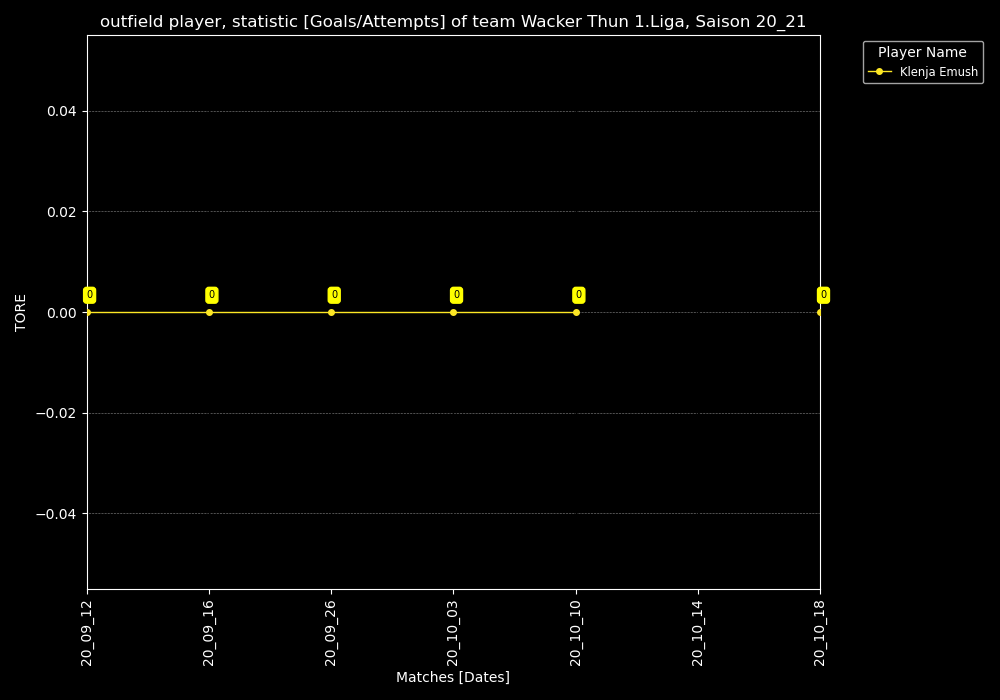 outfield player, statistic [Goals/Attempts] of team Wacker Thun 1.Liga, Saison 20_21
Player Name
Klenja Emush
0.04
0.02
0.00
−0.02
−0.04
TORE
0 0 0 0 0 0
20_09_12 20_09_16 20_09_26 20_10_03 20_10_10 20_10_14 20_10_18
Matches [Dates]